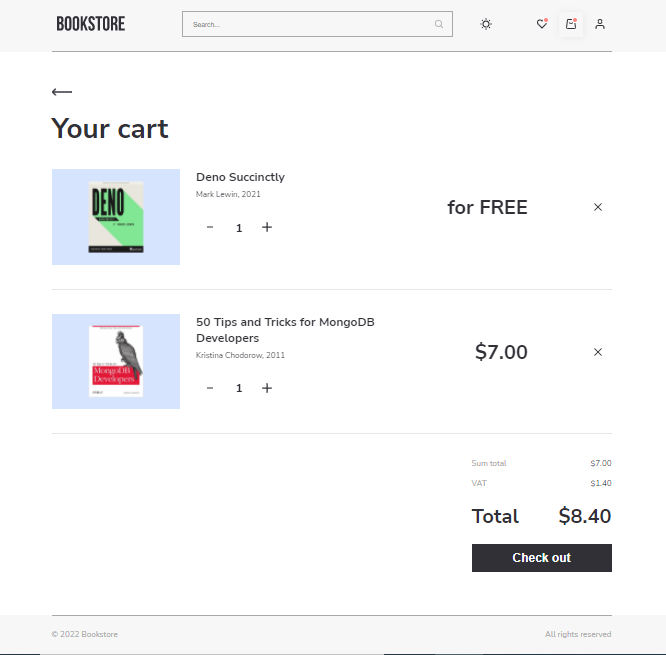 BOOKSTORE
Search...
Your cart
DENO
Deno Succinctly
Mark Lewin, 2021
for FREE
- 1 +
MongoDB
Developers
50 Tips and Tricks for MongoDB
Developers
Kristina Chodorow, 2011
$7.00
- 1 +
Sum total $7.00
VAT $1.40
Total $8.40
Check out
© 2022 Bookstore
All rights reserved